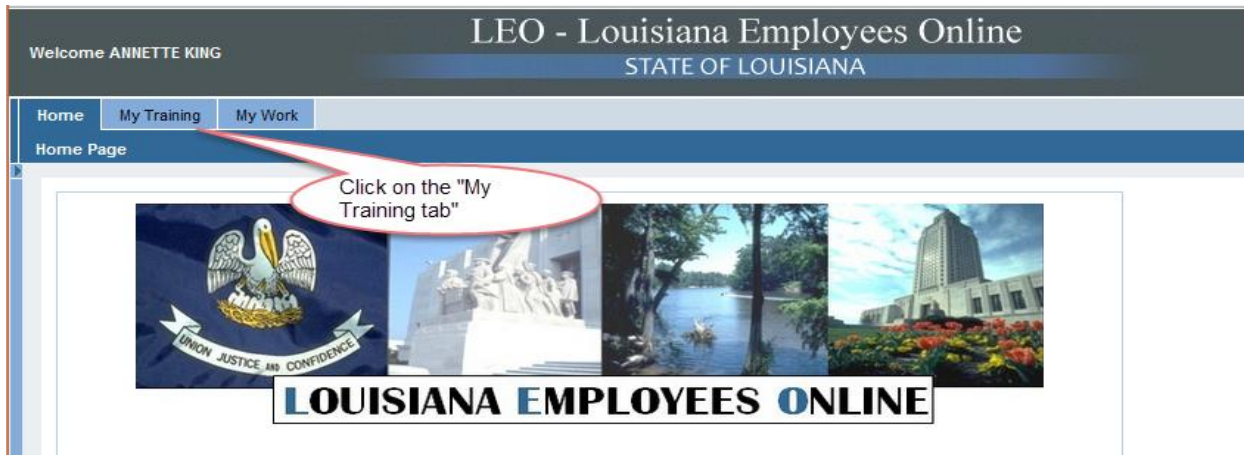 LEO - Louisiana Employees Online
Welcome ANNETTE KING
STATE OF LOUISIANA
Home My Training My Work
Home Page
Click on the "My
Training tab"
UNION JUSTICE AND CONFIDENCE
LOUISIANA EMPLOYEES ONLINE